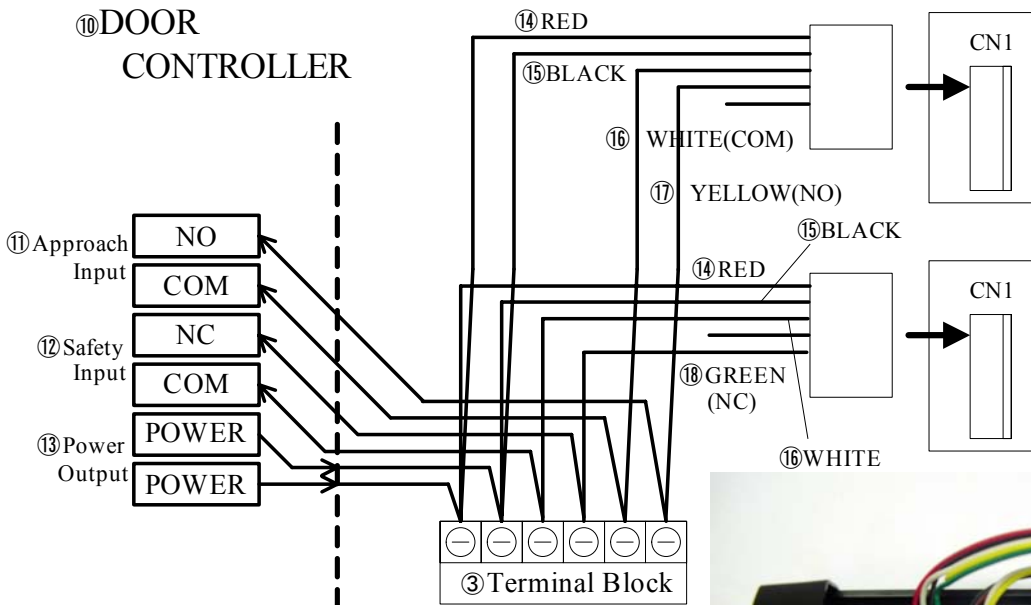 ⑩DOOR
CONTROLLER
⑭RED
⑮BLACK
⑯ WHITE(COM)
⑰ YELLOW(NO)
CN1
⑮BLACK
⑭RED
CN1
⑱GREEN
(NC)
⑯WHITE
⑪Approach
Input
NO
COM
⑫Safety
Input
NC
COM
⑬Power
Output
POWER
POWER
③Terminal Block